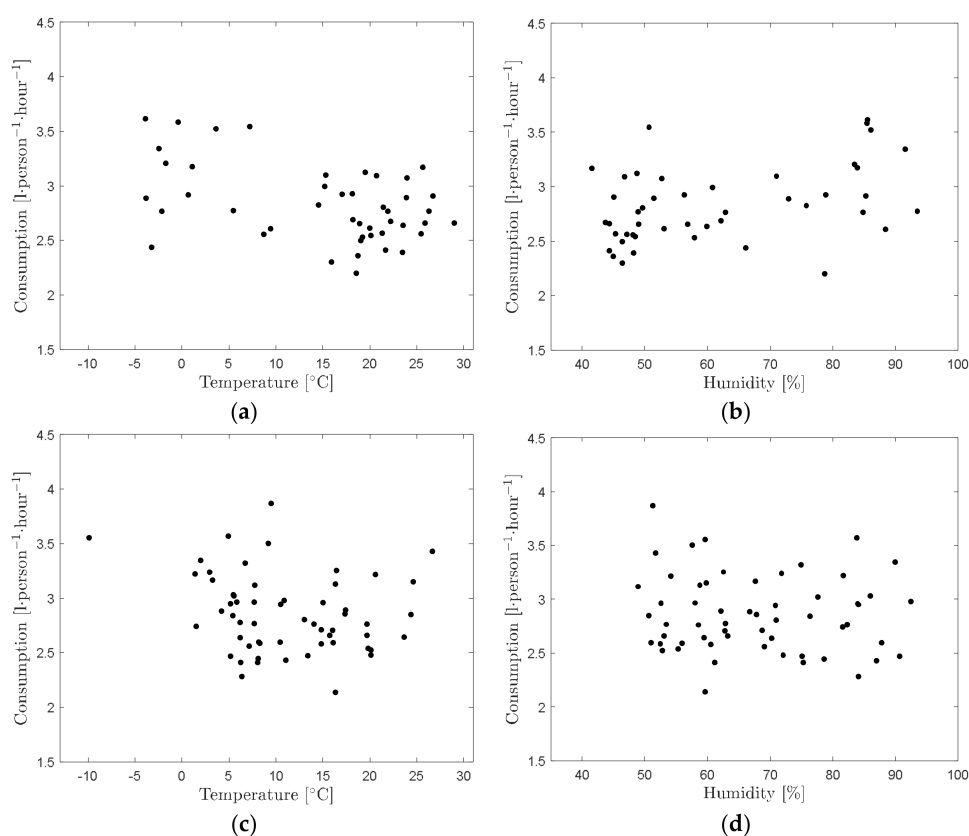 4.5
4
3.5
3
2.5
2
1.5
Consumption [l·person⁻¹·hour⁻¹]
-10 -5 0 5 10 15 20 25 30
Temperature [°C]
(a)
4.5
4
3.5
3
2.5
2
1.5
Consumption [l·person⁻¹·hour⁻¹]
40 50 60 70 80 90 100
Humidity [%]
(b)
4.5
4
3.5
3
2.5
2
1.5
Consumption [l·person⁻¹·hour⁻¹]
-10 -5 0 5 10 15 20 25 30
Temperature [°C]
(c)
4.5
4
3.5
3
2.5
2
1.5
Consumption [l·person⁻¹·hour⁻¹]
40 50 60 70 80 90 100
Humidity [%]
(d)